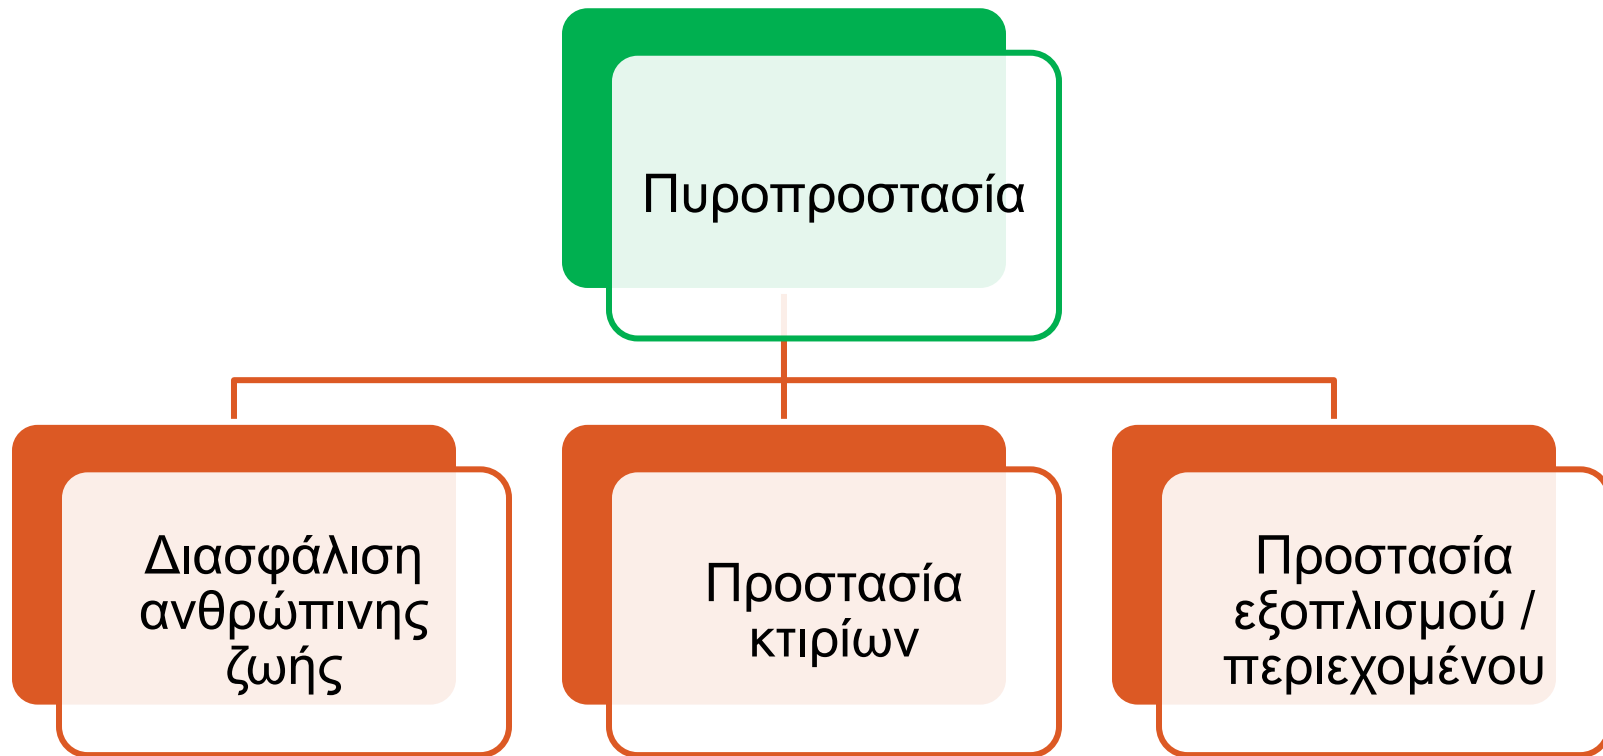 Πυροπροστασία
Διασφάλιση
ανθρώπινης
ζωής
Προστασία
κτιρίων
Προστασία
εξοπλισμού /
περιεχομένου